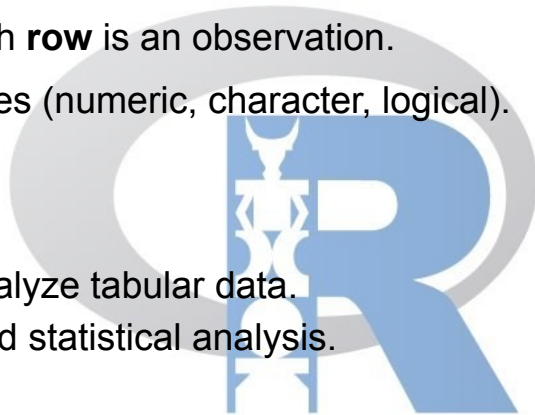 h row is an observation.
es (numeric, character, logical).
alyze tabular data.
d statistical analysis.
R